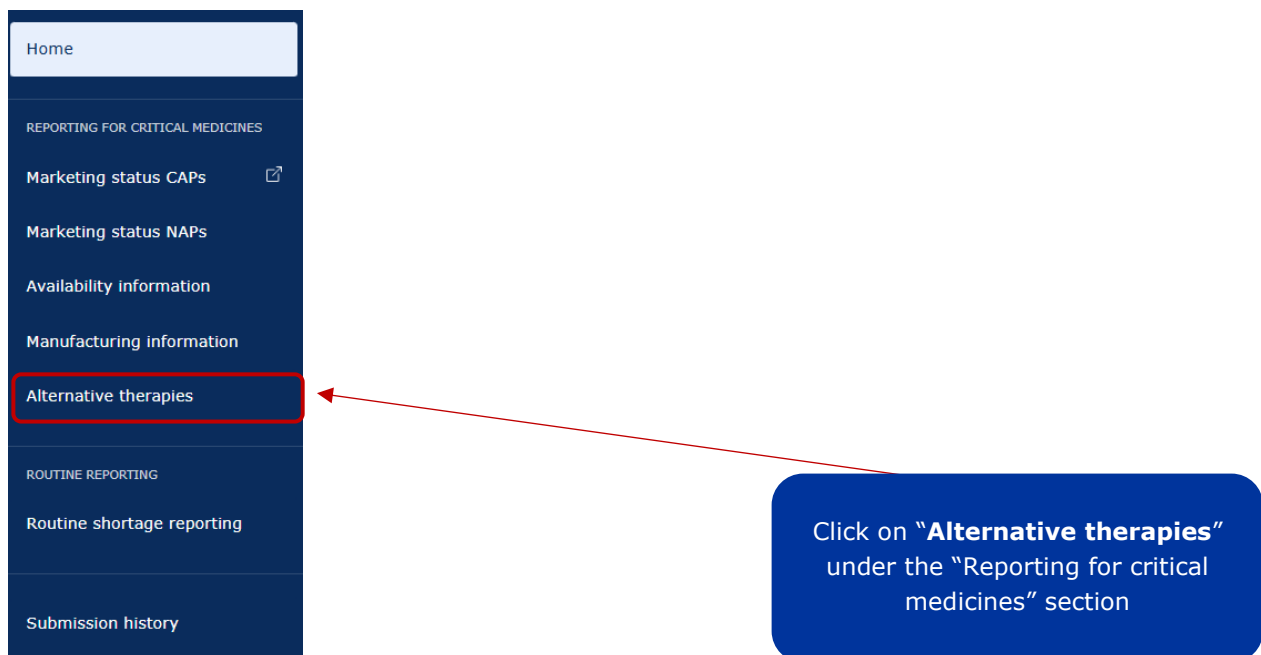 Home
REPORTING FOR CRITICAL MEDICINES
Marketing status CAPs
Marketing status NAPs
Availability information
Manufacturing information
Alternative therapies
ROUTINE REPORTING
Routine shortage reporting
Submission history
Click on “Alternative therapies”
under the “Reporting for critical
medicines” section